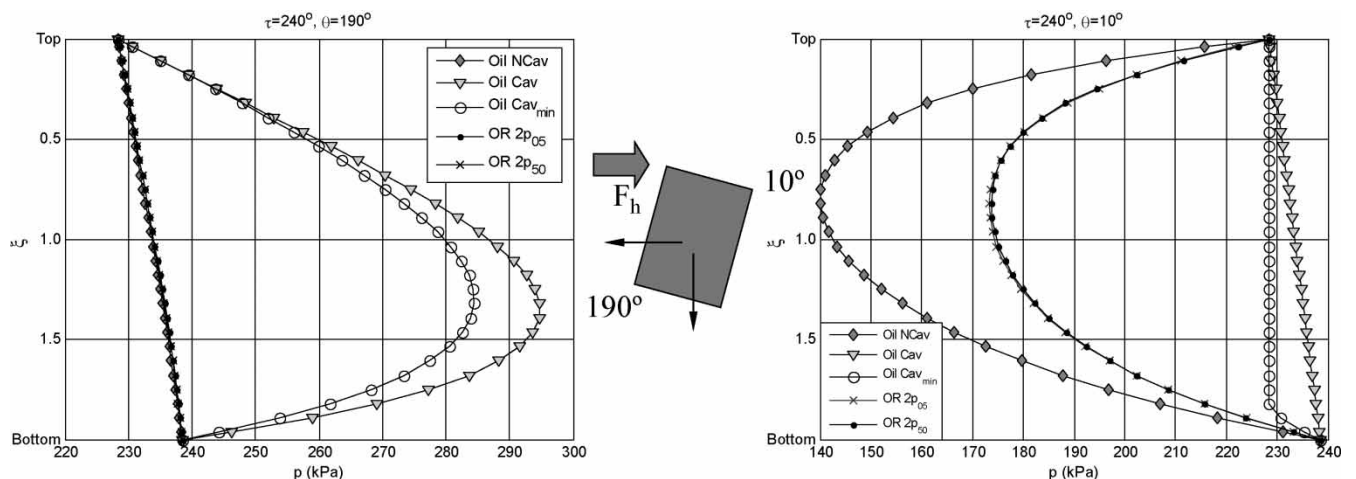 τ=240°, θ=190°
Top
0.5
1.0
1.5
Bottom
ξ
220 230 240 250 260 270 280 290 300
p (kPa)
Oil NCav
Oil Cav
Oil Cav_min
OR 2p_05
OR 2p_50
F_h
10°
190°
τ=240°, θ=10°
Top
0.5
1.0
1.5
Bottom
ξ
140 150 160 170 180 190 200 210 220 230 240
p (kPa)
Oil NCav
Oil Cav
Oil Cav_min
OR 2p_05
OR 2p_50